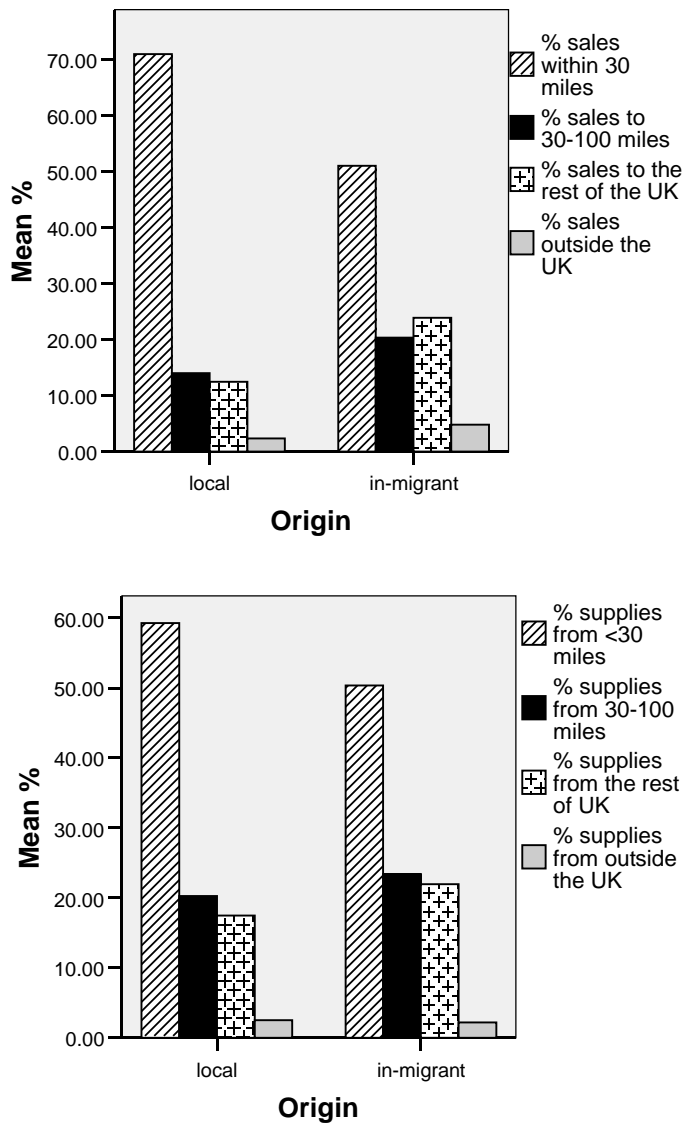 % sales
within 30
miles
% sales to
30-100 miles
% sales to the
rest of the UK
% sales
outside the
UK
70.00
60.00
50.00
40.00
30.00
20.00
10.00
0.00
Mean %
local
in-migrant
Origin
% supplies
from <30
miles
% supplies
from 30-100
miles
% supplies
from the rest
of UK
% supplies
from outside
the UK
60.00
50.00
40.00
30.00
20.00
10.00
0.00
Mean %
local
in-migrant
Origin